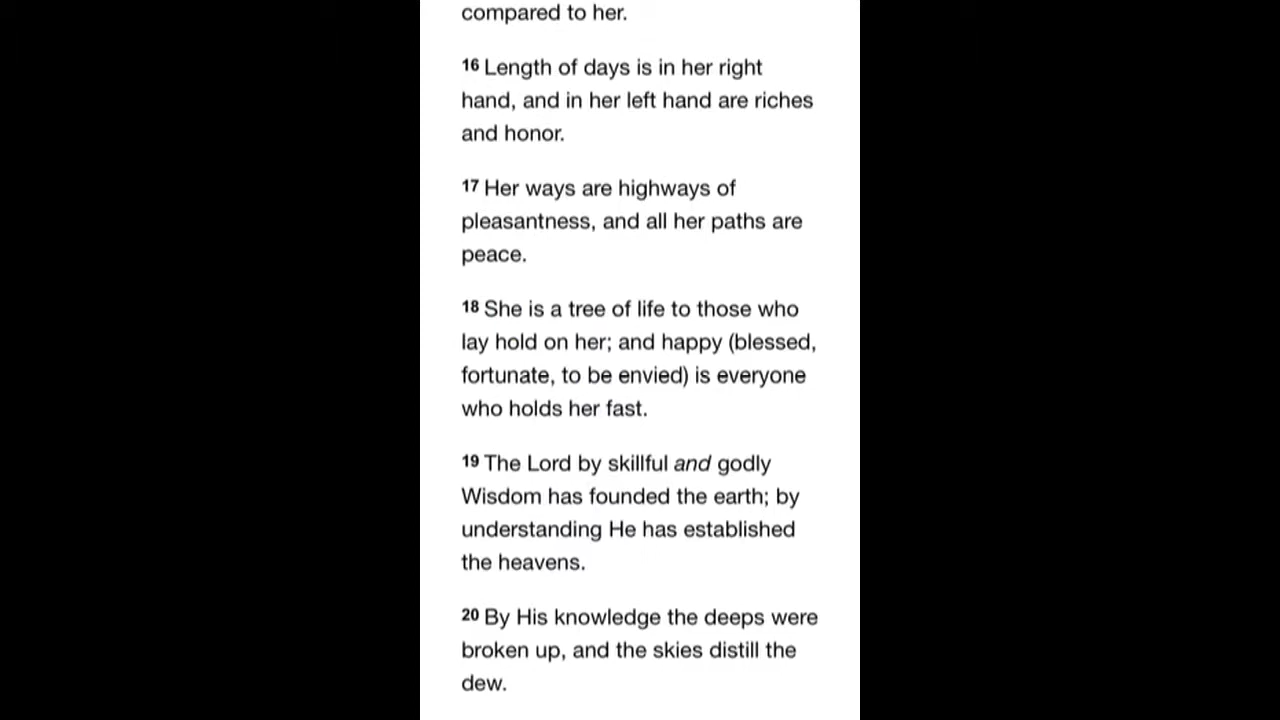 compared to her.
16 Length of days is in her right
hand, and in her left hand are riches
and honor.
17 Her ways are highways of
pleasantness, and all her paths are
peace.
18 She is a tree of life to those who
lay hold on her; and happy (blessed,
fortunate, to be envied) is everyone
who holds her fast.
19 The Lord by skillful and godly
Wisdom has founded the earth; by
understanding He has established
the heavens.
20 By His knowledge the deeps were
broken up, and the skies distill the
dew.